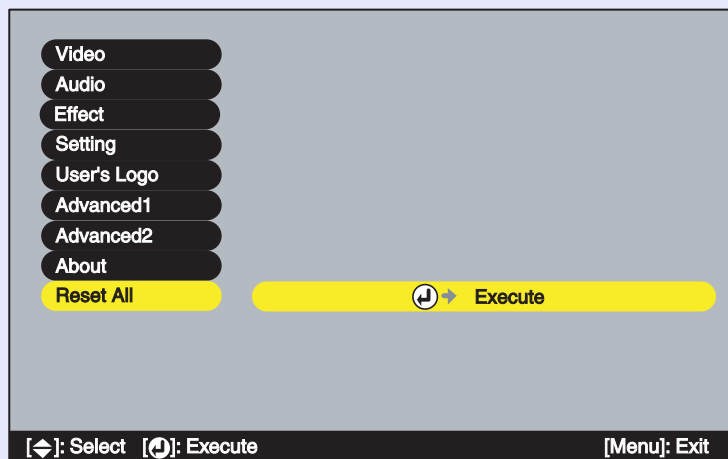 Video
Audio
Effect
Setting
User's Logo
Advanced1
Advanced2
About
Reset All
Execute
[◆]: Select [⏎]: Execute [Menu]: Exit